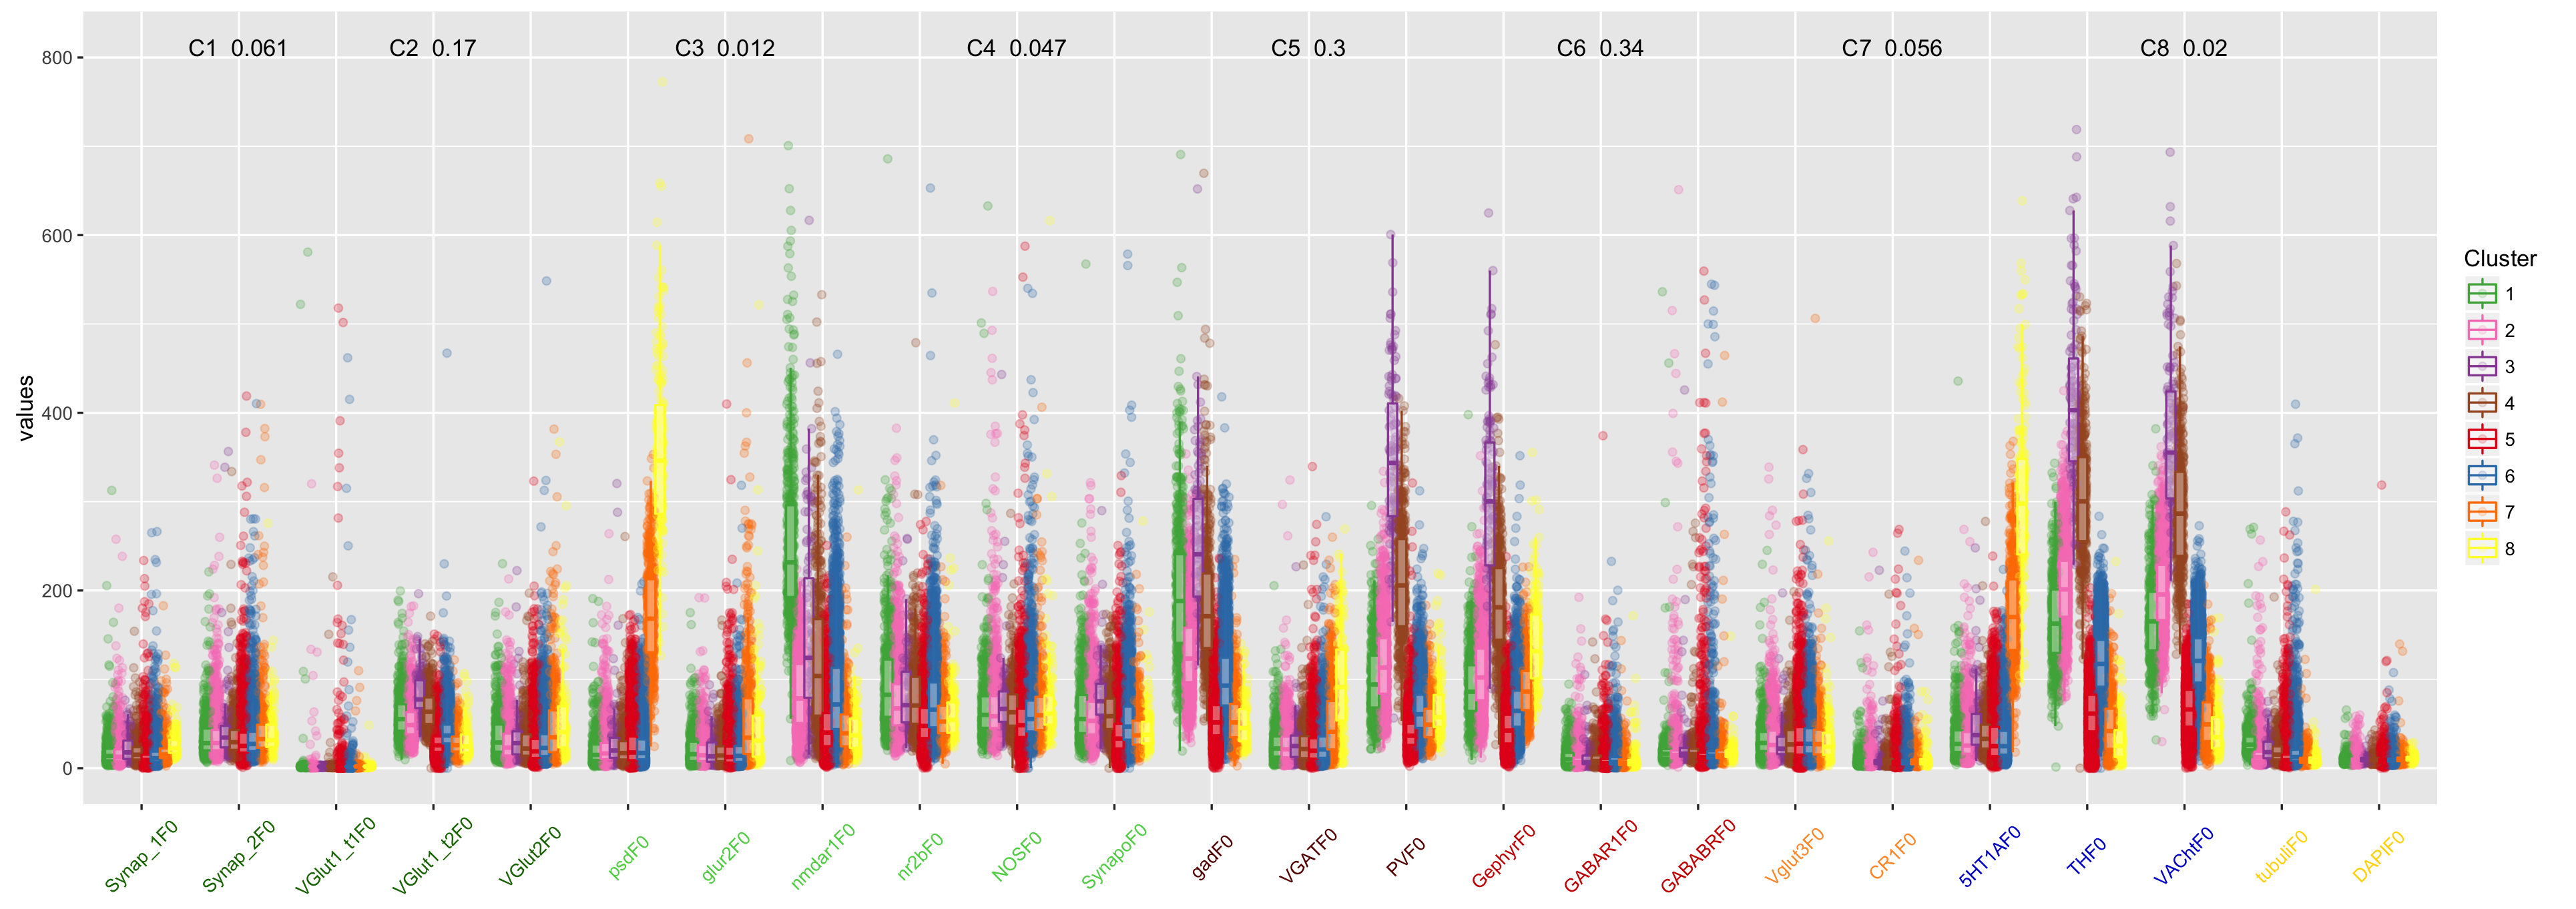 C1 0.061
C2 0.17
C3 0.012
C4 0.047
C5 0.3
C6 0.34
C7 0.056
C8 0.02
800
600
400
200
0
values
Synap_1F0
Synap_2F0
VGlut1_t1F0
VGlut1_t2F0
VGlut2F0
psdF0
glur2F0
nmdar1F0
nr2bF0
NOSF0
SynapoF0
gadF0
VGATF0
PVF0
GephyrF0
GABAR1F0
GABABRF0
Vglut3F0
CR1F0
5HT1AF0
THF0
VAChtF0
tubuliF0
DAPIF0
Cluster
1
2
3
4
5
6
7
8